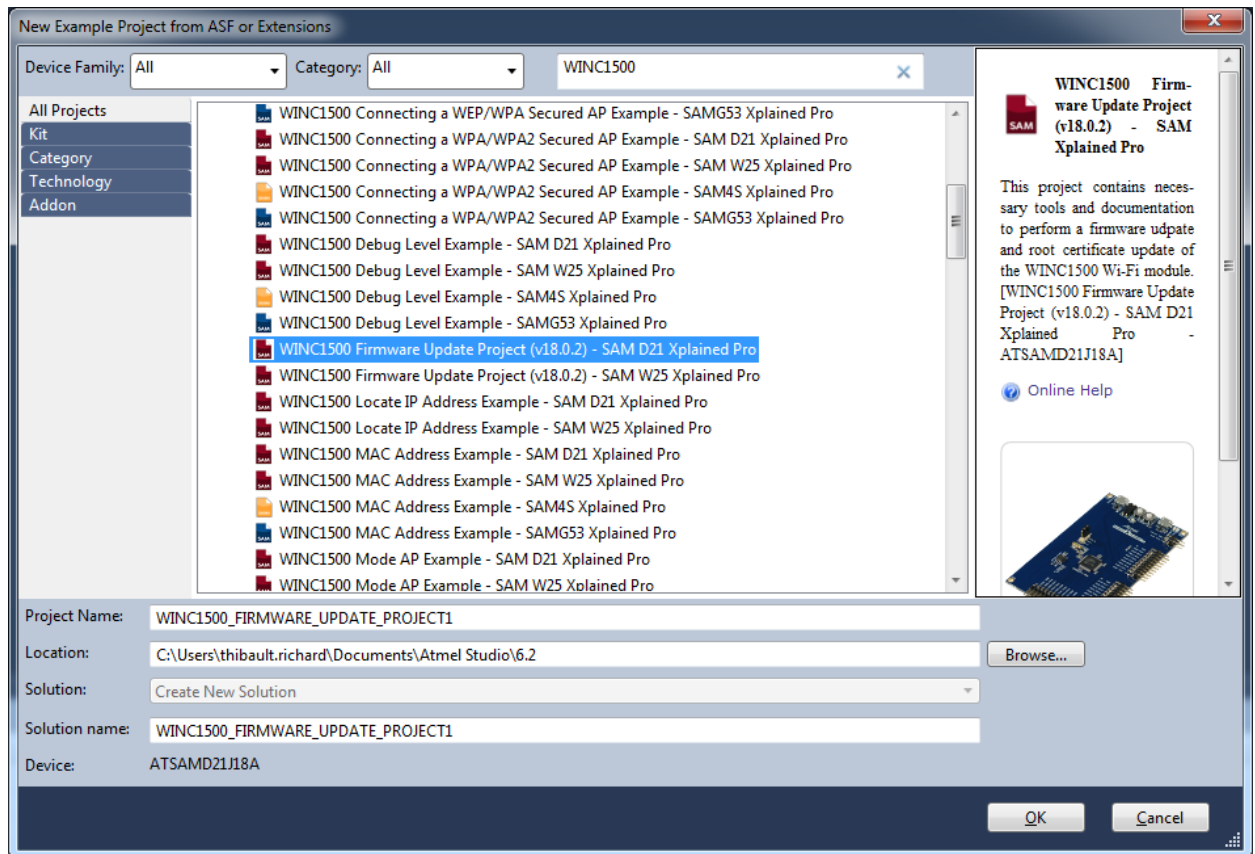 New Example Project from ASF or Extensions
Device Family: All Category: All WINC1500
All Projects
Kit
Category
Technology
Addon
WINC1500 Connecting a WEP/WPA Secured AP Example - SAMG53 Xplained Pro
WINC1500 Connecting a WPA/WPA2 Secured AP Example - SAM D21 Xplained Pro
WINC1500 Connecting a WPA/WPA2 Secured AP Example - SAM W25 Xplained Pro
WINC1500 Connecting a WPA/WPA2 Secured AP Example - SAM4S Xplained Pro
WINC1500 Connecting a WPA/WPA2 Secured AP Example - SAMG53 Xplained Pro
WINC1500 Debug Level Example - SAM D21 Xplained Pro
WINC1500 Debug Level Example - SAM W25 Xplained Pro
WINC1500 Debug Level Example - SAM4S Xplained Pro
WINC1500 Debug Level Example - SAMG53 Xplained Pro
WINC1500 Firmware Update Project (v18.0.2) - SAM D21 Xplained Pro
WINC1500 Firmware Update Project (v18.0.2) - SAM W25 Xplained Pro
WINC1500 Locate IP Address Example - SAM D21 Xplained Pro
WINC1500 Locate IP Address Example - SAM W25 Xplained Pro
WINC1500 MAC Address Example - SAM D21 Xplained Pro
WINC1500 MAC Address Example - SAM W25 Xplained Pro
WINC1500 MAC Address Example - SAM4S Xplained Pro
WINC1500 MAC Address Example - SAMG53 Xplained Pro
WINC1500 Mode AP Example - SAM D21 Xplained Pro
WINC1500 Mode AP Example - SAM W25 Xplained Pro
SAM
WINC1500 Firm-
ware Update Project
(v18.0.2) - SAM
Xplained Pro
This project contains neces-
sary tools and documentation
to perform a firmware udpate
and root certificate update of
the WINC1500 Wi-Fi module.
[WINC1500 Firmware Update
Project (v18.0.2) - SAM D21
Xplained Pro -
ATSAMD21J18A]
Online Help
Project Name: WINC1500_FIRMWARE_UPDATE_PROJECT1
Location: C:\Users\thibault.richard\Documents\Atmel Studio\6.2 Browse...
Solution: Create New Solution
Solution name: WINC1500_FIRMWARE_UPDATE_PROJECT1
Device: ATSAMD21J18A
OK Cancel